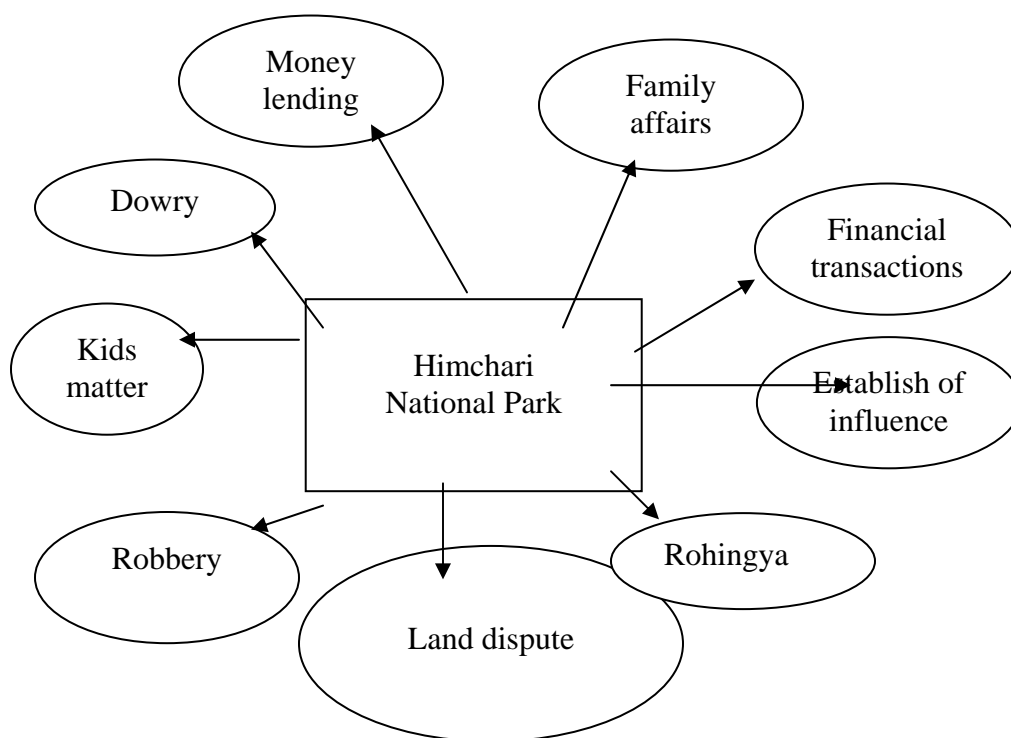 Money
lending
Family
affairs
Dowry
Financial
transactions
Kids
matter
Himchari
National Park
Establish of
influence
Robbery
Rohingya
Land dispute